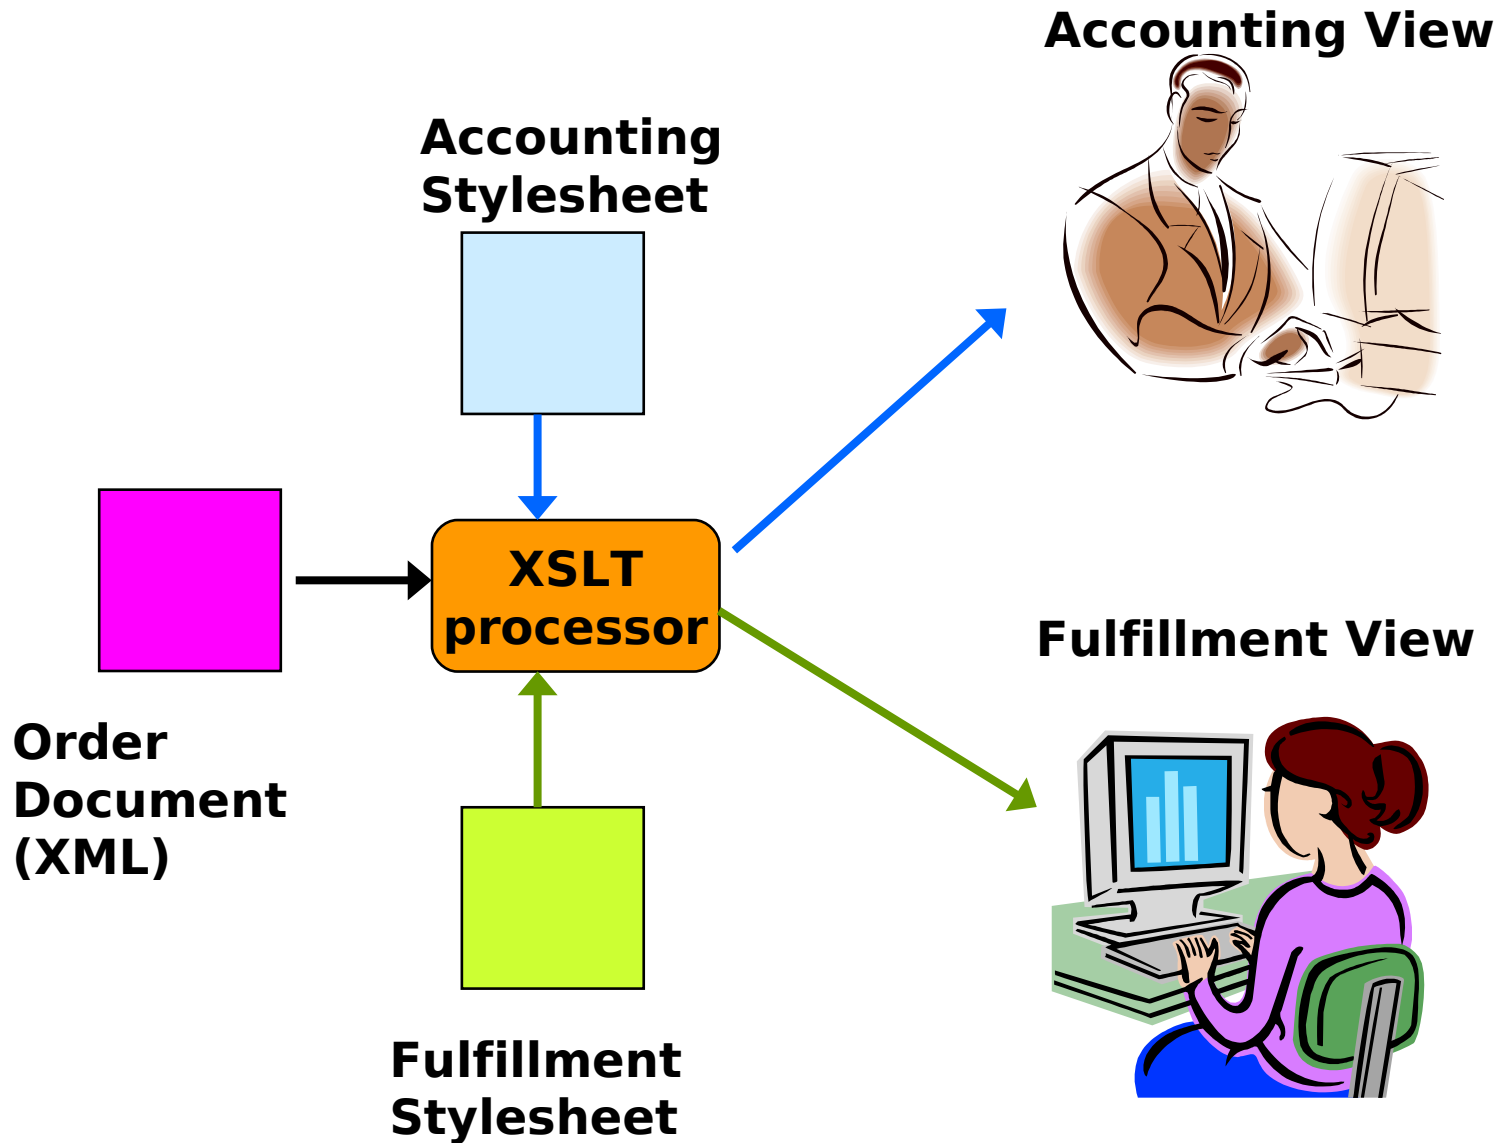 Accounting View
Accounting
Stylesheet
XSLT
processor
Order
Document
(XML)
Fulfillment View
Fulfillment
Stylesheet